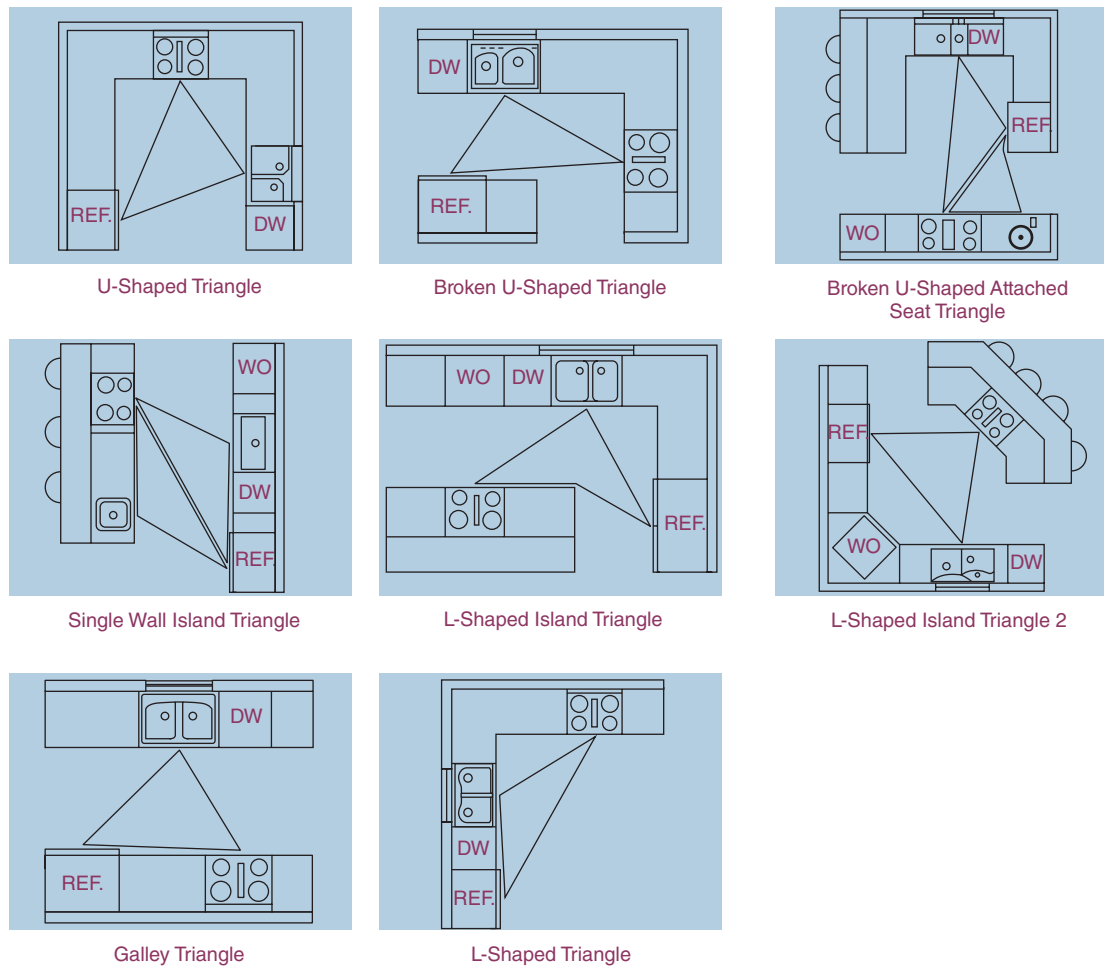 REF.
DW
U-Shaped Triangle
DW
REF.
Broken U-Shaped Triangle
DW
REF.
WO
Broken U-Shaped Attached
Seat Triangle
WO
DW
REF.
Single Wall Island Triangle
WO DW
REF.
L-Shaped Island Triangle
REF.
WO
DW
L-Shaped Island Triangle 2
DW
REF.
Galley Triangle
DW
REF.
L-Shaped Triangle